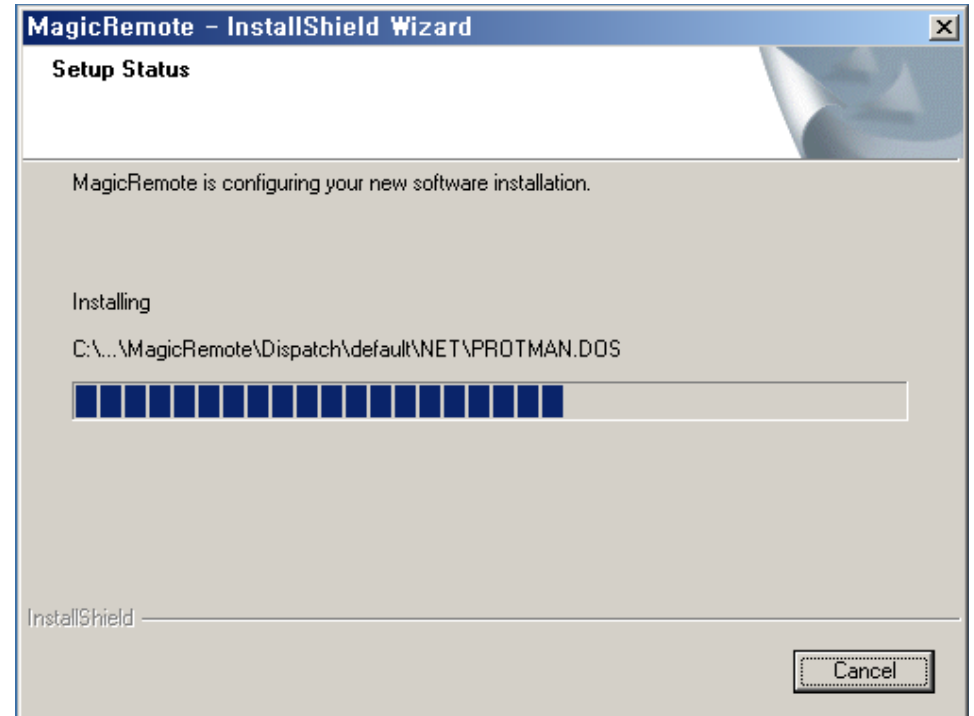 MagicRemote - InstallShield Wizard
Setup Status
MagicRemote is configuring your new software installation.
Installing
C:\...\MagicRemote\Dispatch\default\NET\PROTMAN.DOS
InstallShield
Cancel